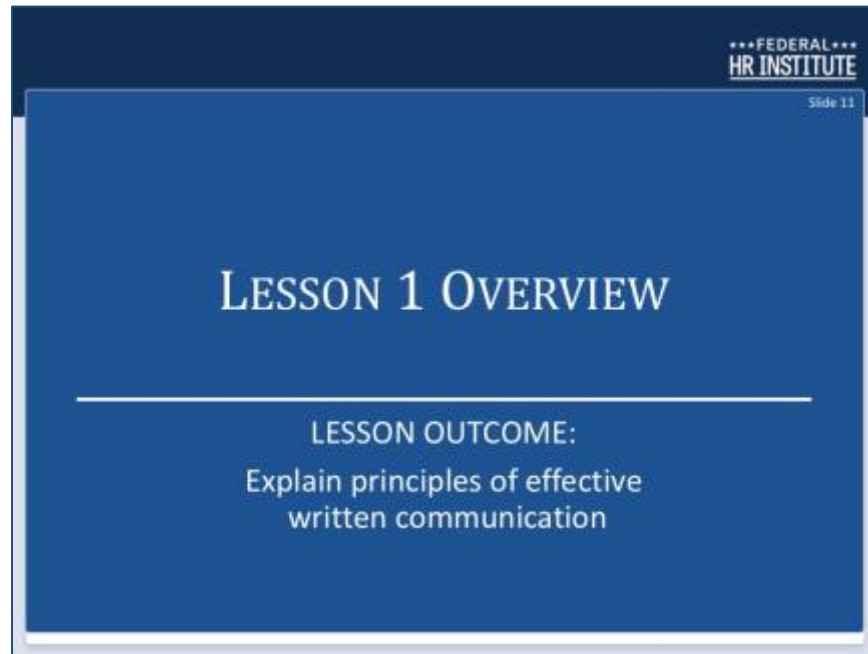 ★★★FEDERAL★★★
HR INSTITUTE
Slide 11
LESSON 1 OVERVIEW
LESSON OUTCOME:
Explain principles of effective
written communication